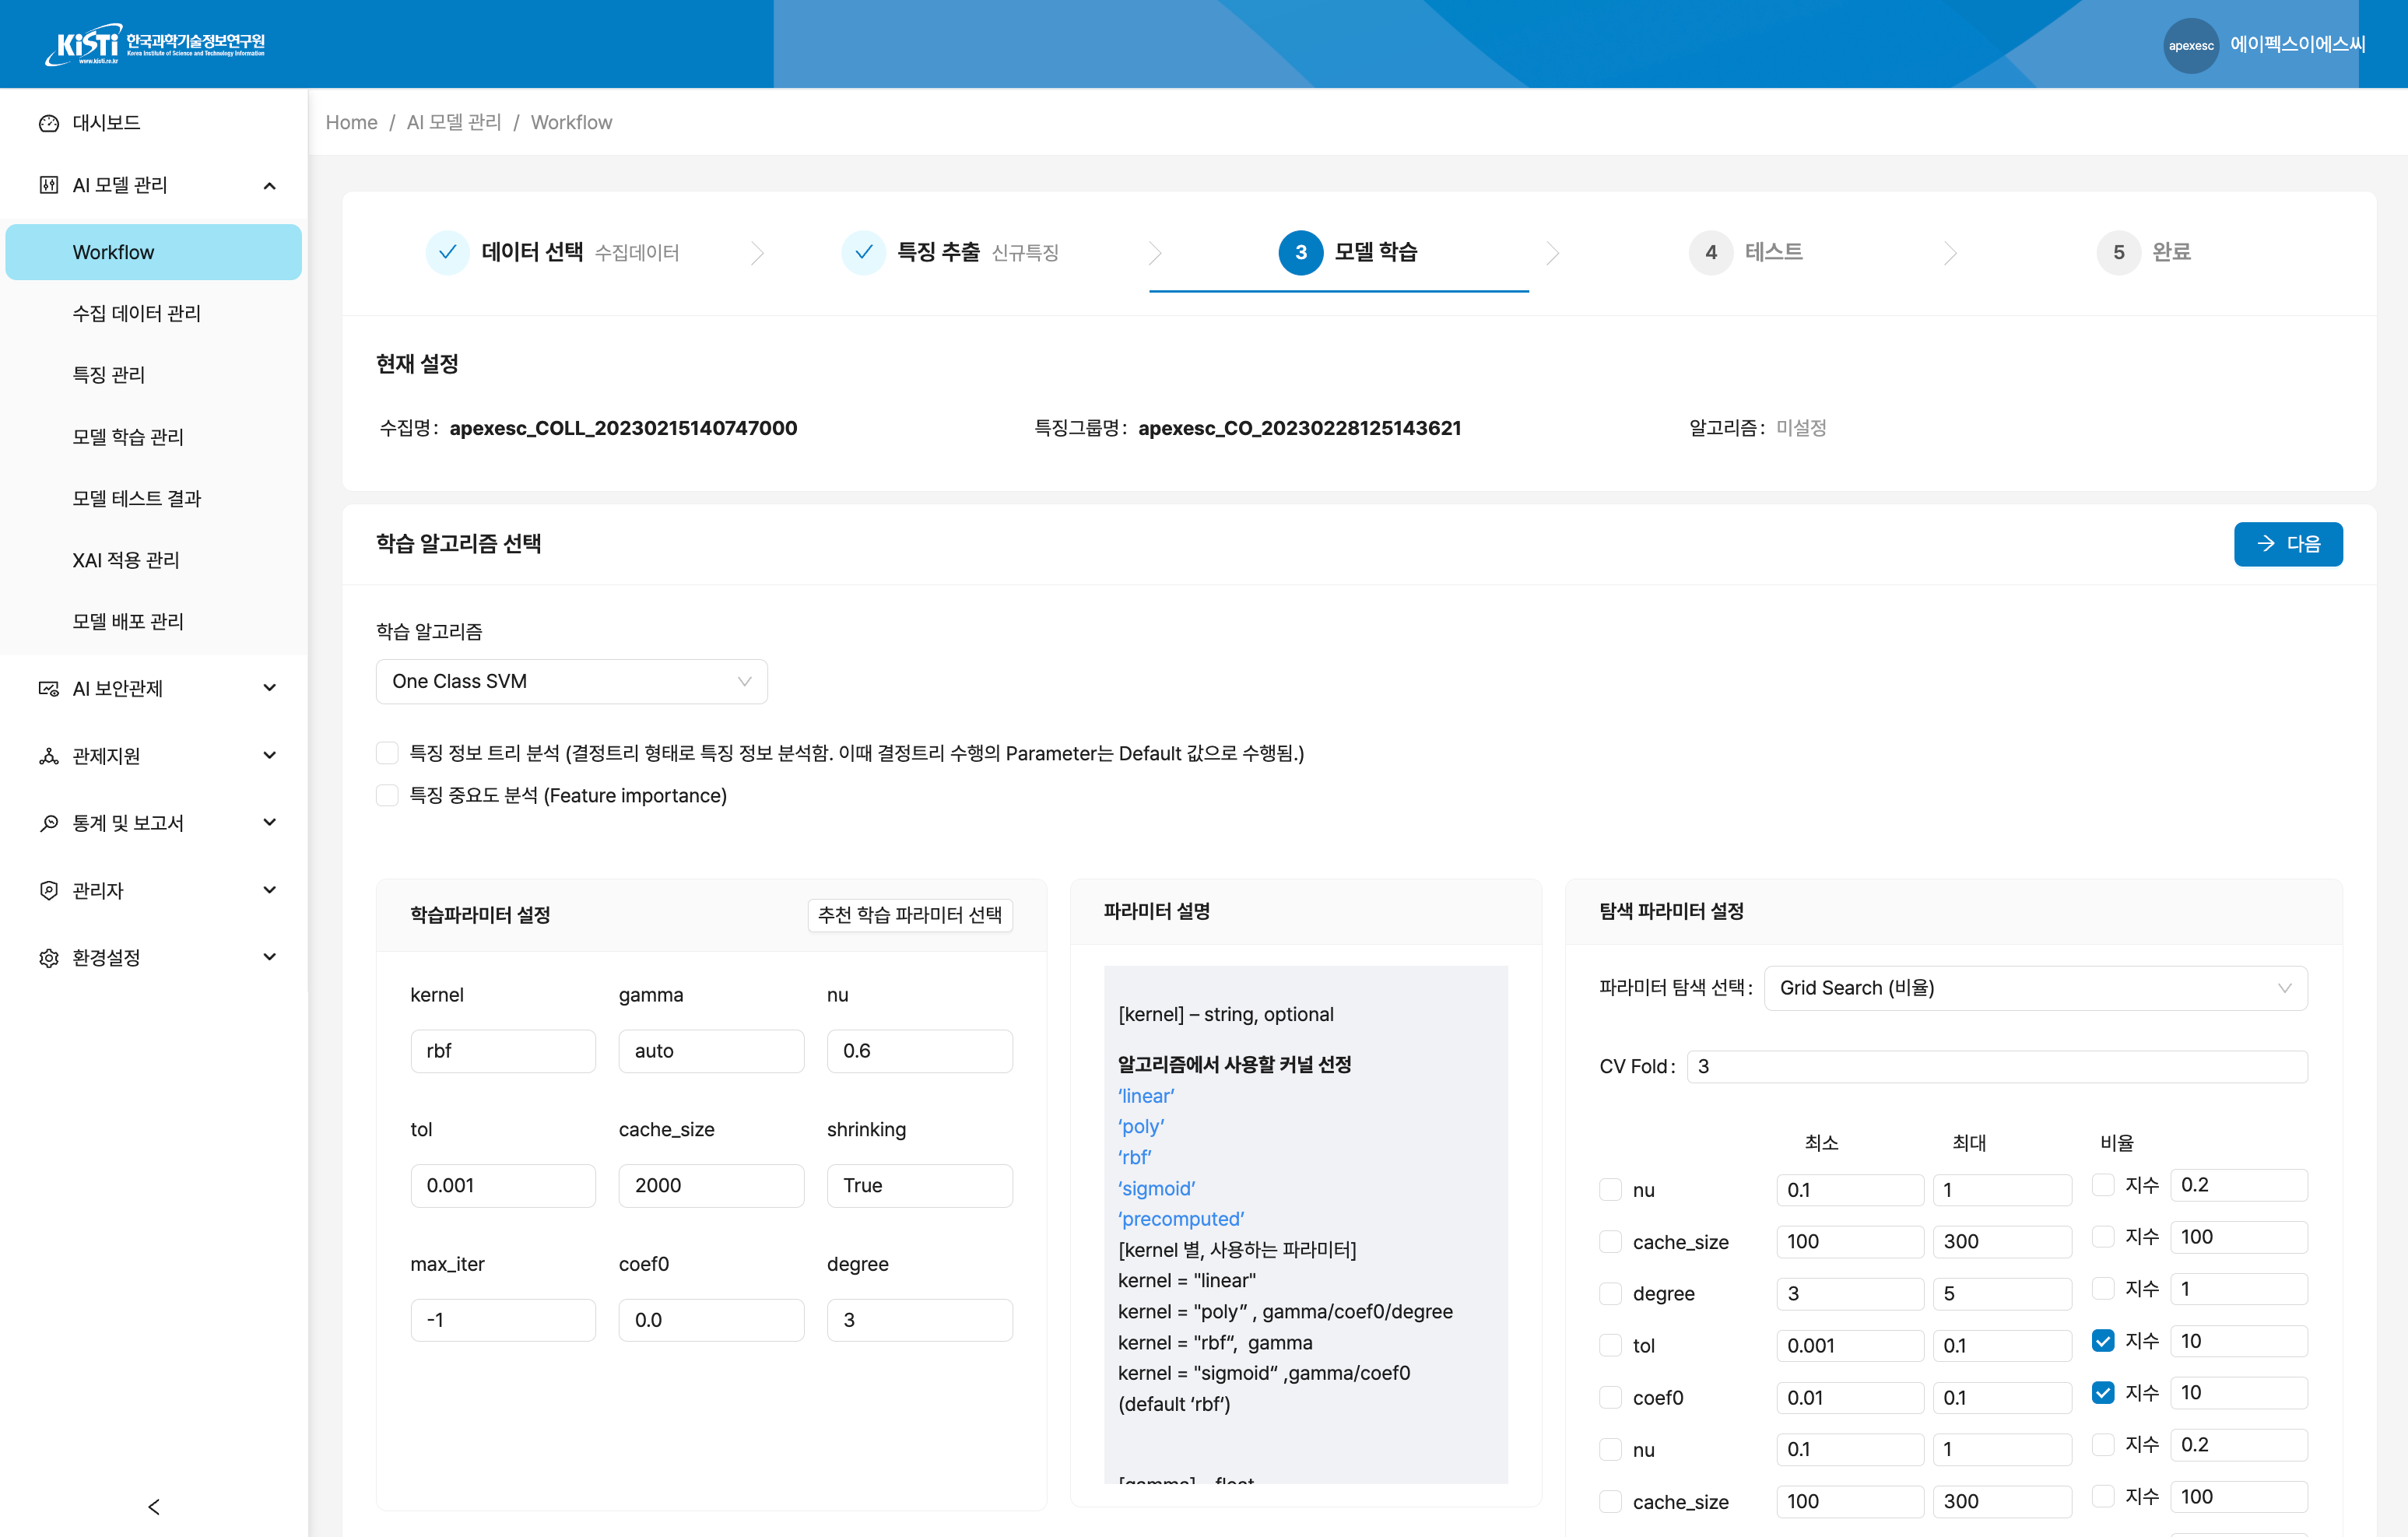 KiSTi 한국과학기술정보연구원
Korea Institute of Science and Technology Information
www.kisti.re.kr
apexesc 에이펙스이에스씨
대시보드
AI 모델 관리
Workflow
수집 데이터 관리
특징 관리
모델 학습 관리
모델 테스트 결과
XAI 적용 관리
모델 배포 관리
AI 보안관제
관제지원
통계 및 보고서
관리자
환경설정
Home / AI 모델 관리 / Workflow
데이터 선택 수집데이터
특징 추출 신규특징
3 모델 학습
4 테스트
5 완료
현재 설정
수집명: apexesc_COLL_20230215140747000
특징그룹명: apexesc_CO_20230228125143621
알고리즘: 미설정
학습 알고리즘 선택
다음
학습 알고리즘
One Class SVM
특징 정보 트리 분석 (결정트리 형태로 특징 정보 분석함. 이때 결정트리 수행의 Parameter는 Default 값으로 수행됨.)
특징 중요도 분석 (Feature importance)
학습파라미터 설정
추천 학습 파라미터 선택
kernel gamma nu
rbf auto 0.6
tol cache_size shrinking
0.001 2000 True
max_iter coef0 degree
-1 0.0 3
파라미터 설명
[kernel] – string, optional
알고리즘에서 사용할 커널 선정
‘linear’
‘poly’
‘rbf’
‘sigmoid’
‘precomputed’
[kernel 별, 사용하는 파라미터]
kernel = "linear"
kernel = "poly” , gamma/coef0/degree
kernel = "rbf“,  gamma
kernel = "sigmoid“ ,gamma/coef0
(default ‘rbf’)
[gamma] – float
탐색 파라미터 설정
파라미터 탐색 선택: Grid Search (비율)
CV Fold: 3
최소 최대 비율
nu 0.1 1 지수 0.2
cache_size 100 300 지수 100
degree 3 5 지수 1
tol 0.001 0.1 지수 10
coef0 0.01 0.1 지수 10
nu 0.1 1 지수 0.2
cache_size 100 300 지수 100